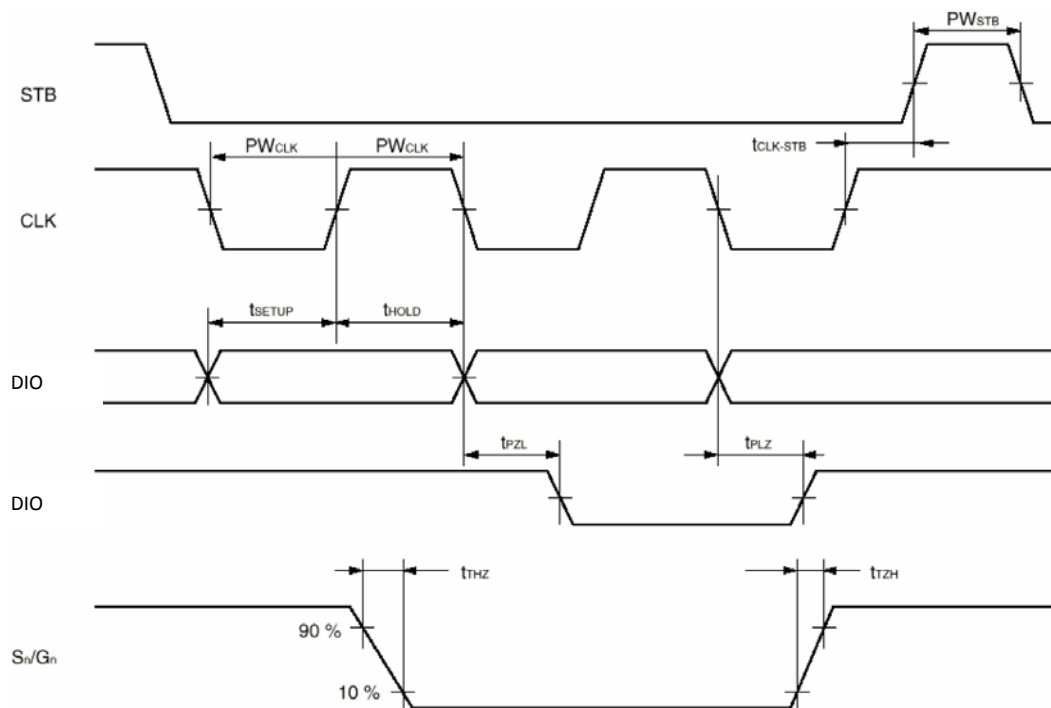 PWSTB
STB
tCLK-STB
PWCLK PWCLK
CLK
tSETUP tHOLD
DIO
tPZL tPLZ
DIO
tTHZ tTZH
90 %
Sn/Gn
10 %